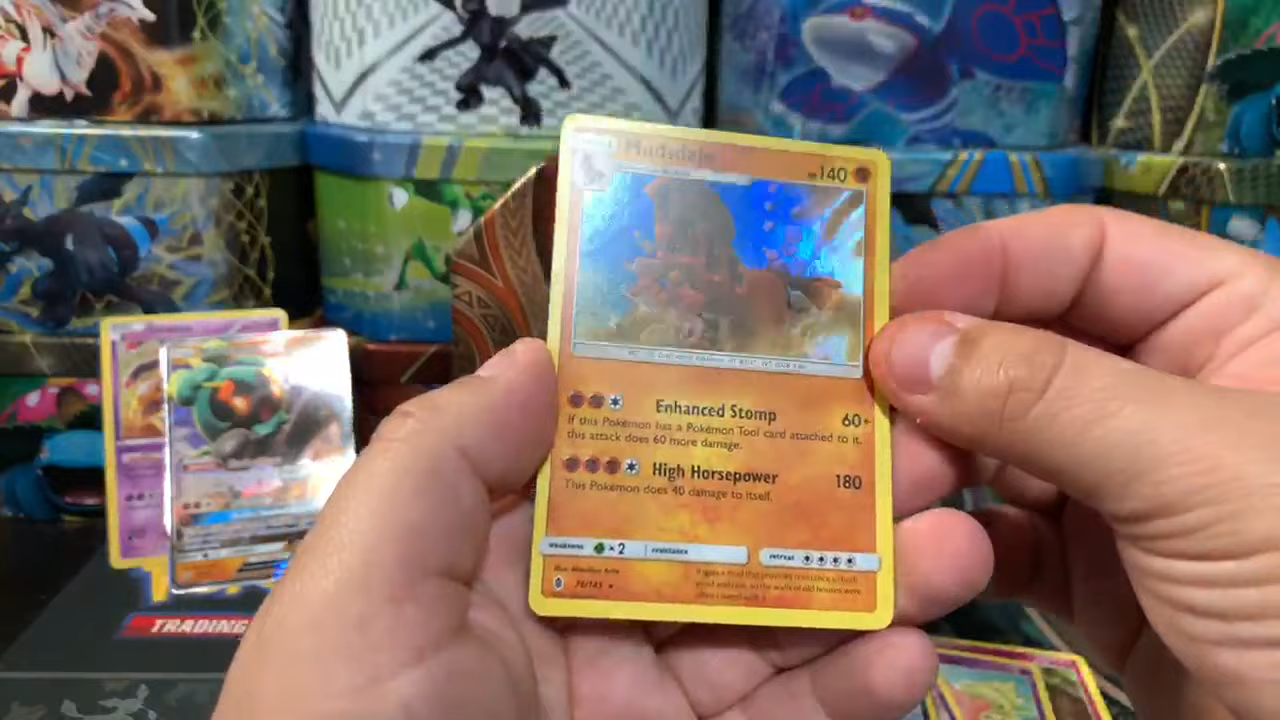 Mudsdale
HP 140
Enhanced Stomp 60+
If this Pokémon has a Pokémon Tool card attached to it,
this attack does 60 more damage.
High Horsepower 180
This Pokémon does 40 damage to itself.
weakness ×2 resistance retreat
76/145
TRADING